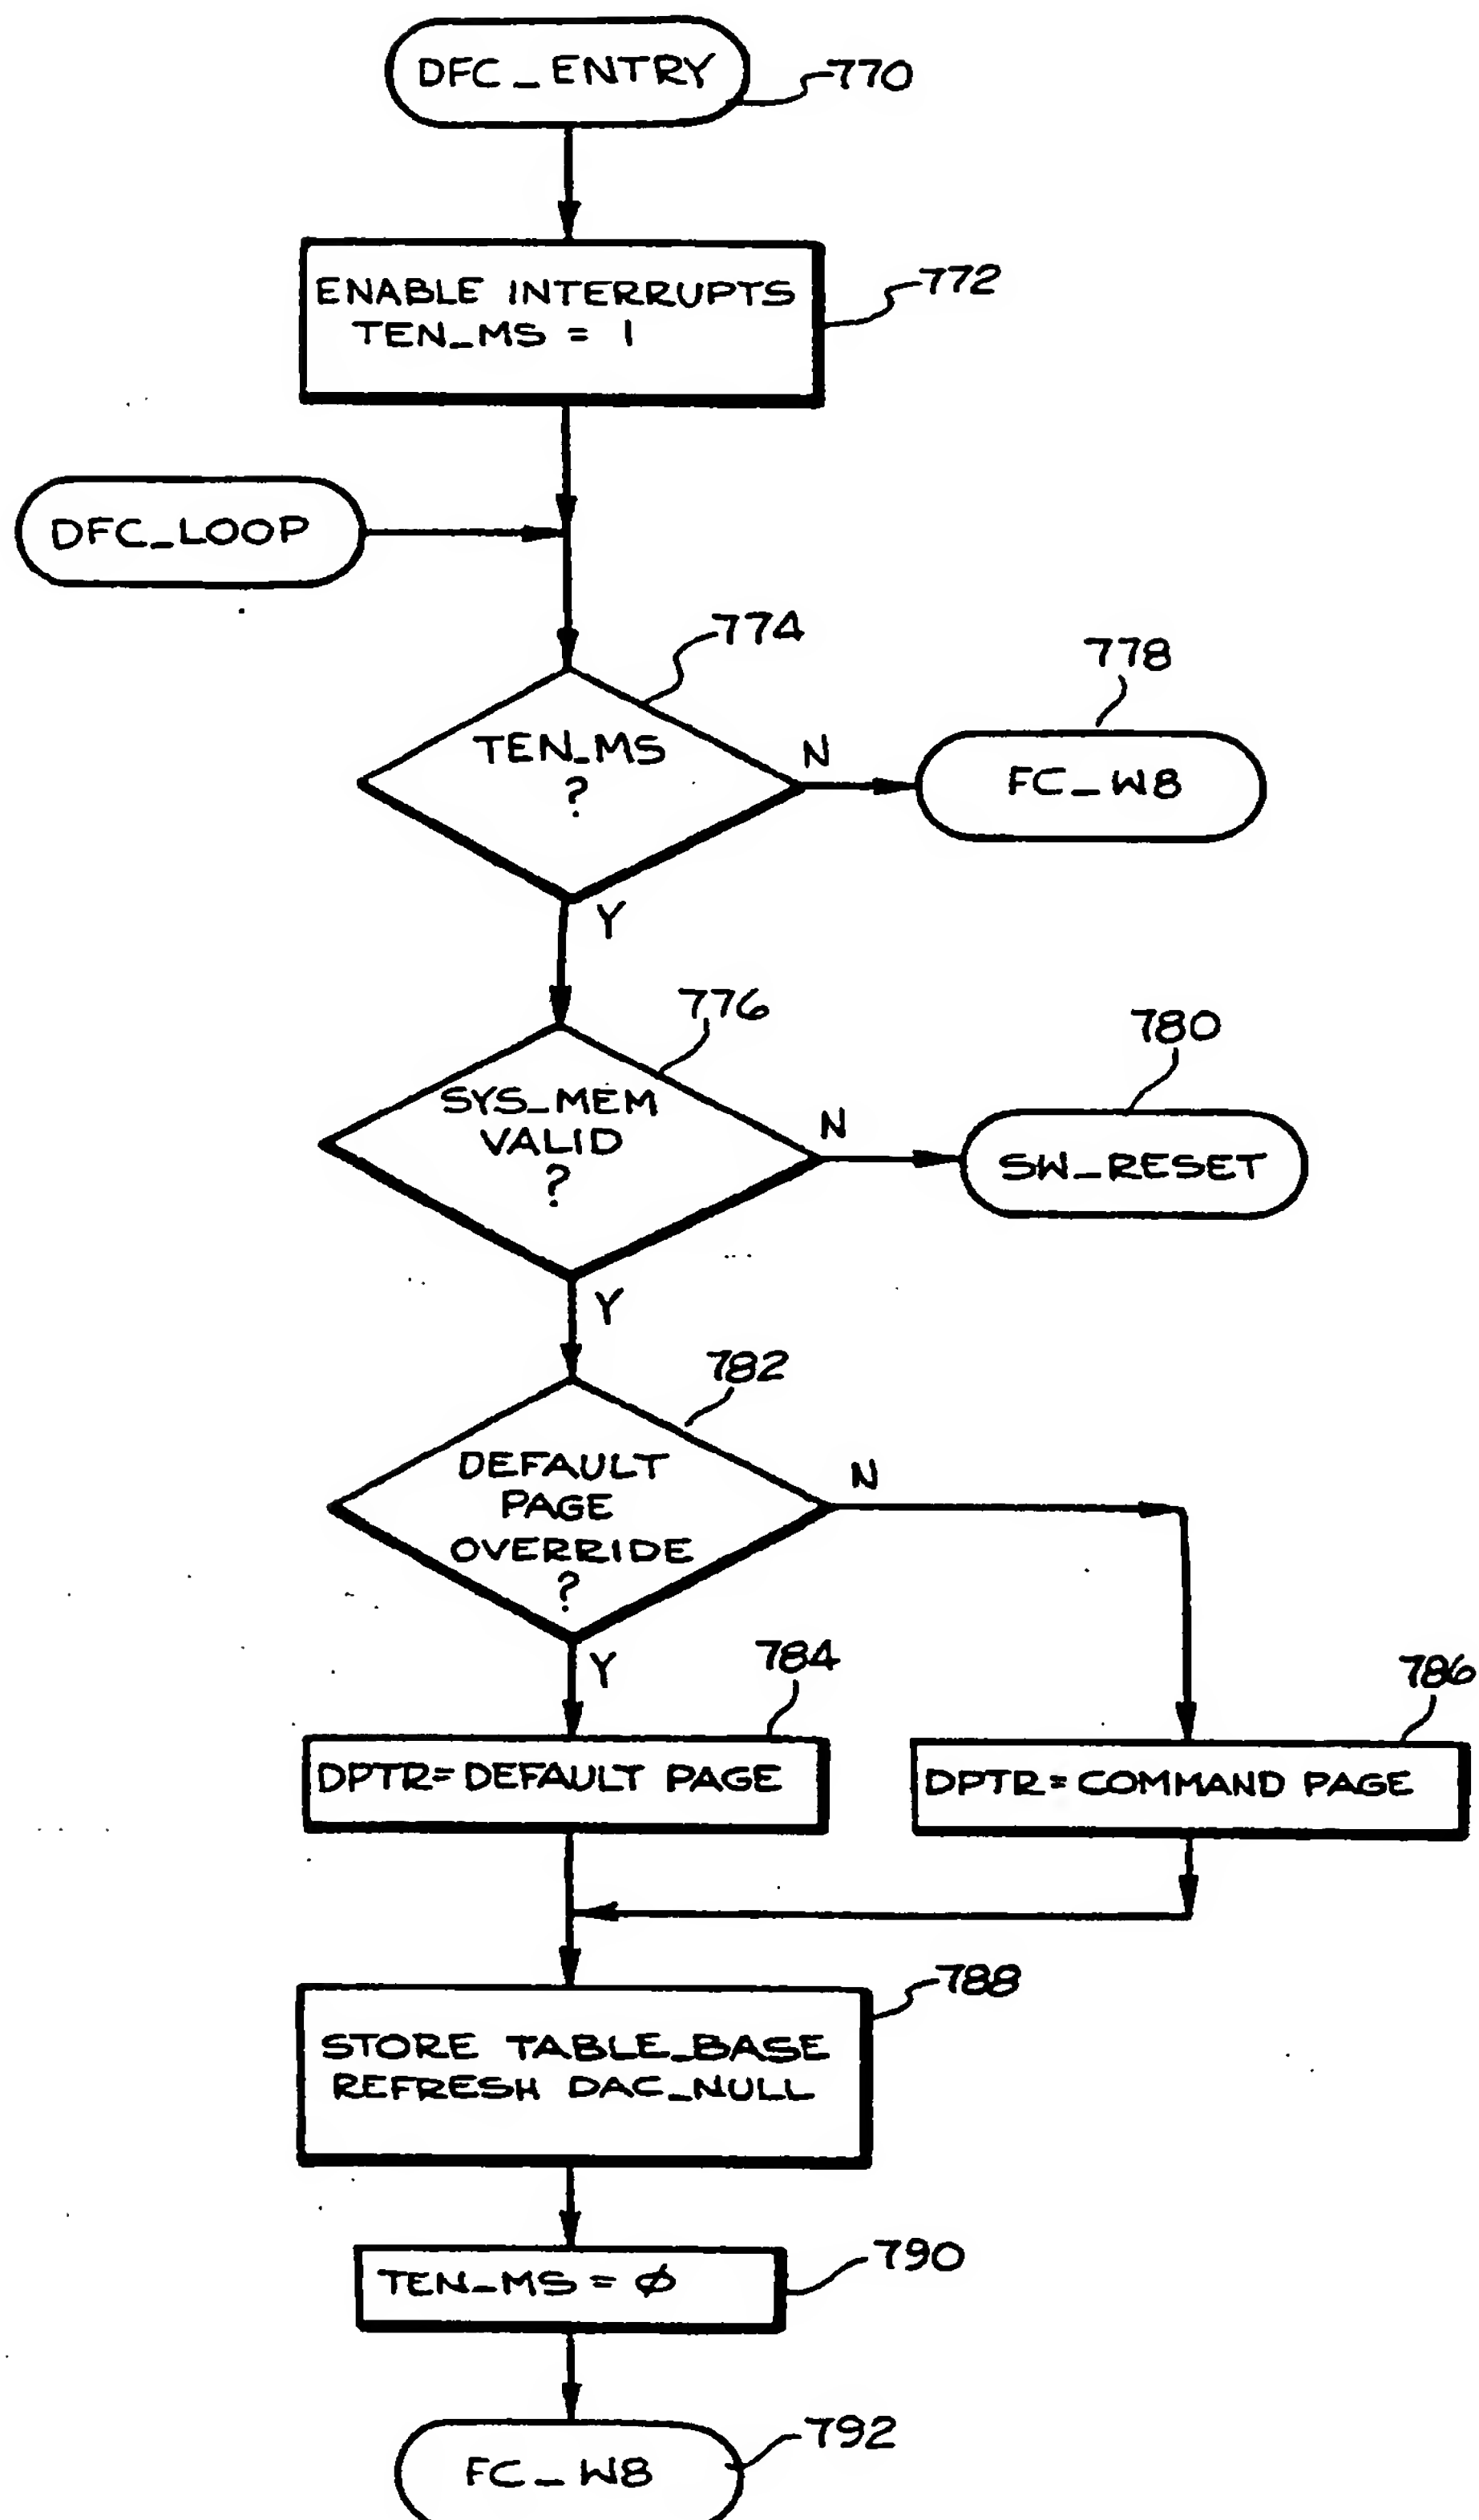 DFC_ENTRY
770
ENABLE INTERRUPTS
TEN_MS = 1
772
DFC_LOOP
774
TEN_MS
?
N
778
FC_W8
Y
776
SYS_MEM
VALID
?
N
780
SW_RESET
Y
782
DEFAULT
PAGE
OVERRIDE
?
N
Y
784
DPTR=DEFAULT PAGE
786
DPTR=COMMAND PAGE
788
STORE TABLE_BASE
REFRESH DAC_NULL
790
TEN_MS = ϕ
792
FC_W8